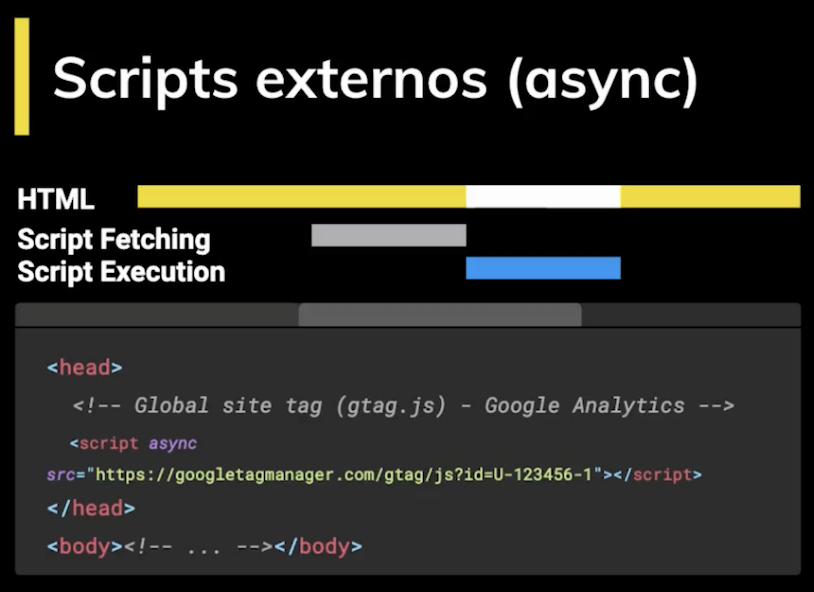 Scripts externos (async)
HTML
Script Fetching
Script Execution
<head>
<!-- Global site tag (gtag.js) - Google Analytics -->
<script async
src="https://googletagmanager.com/gtag/js?id=U-123456-1"></script>
</head>
<body><!-- ... --></body>